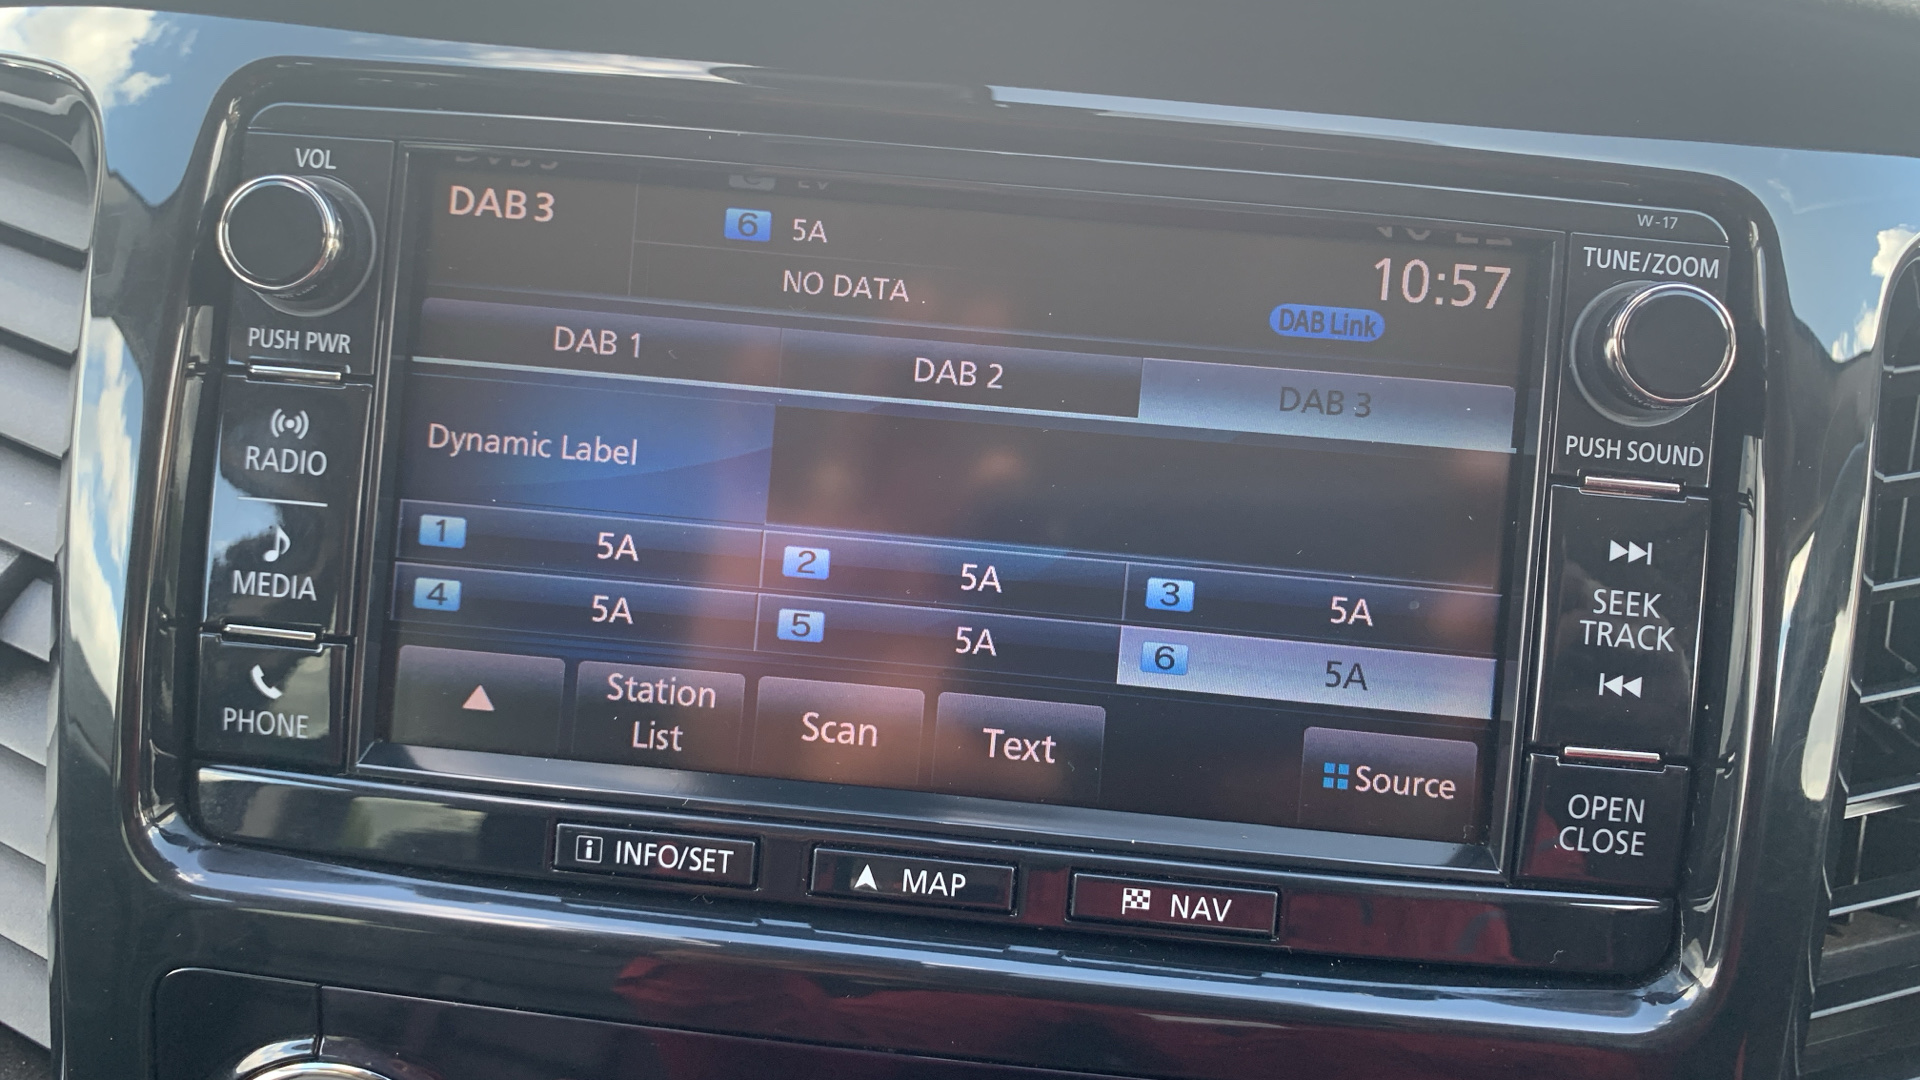 VOL
PUSH PWR
RADIO
MEDIA
PHONE
DAB 3
6 5A
NO DATA
10:57
DAB Link
DAB 1
DAB 2
DAB 3
Dynamic Label
1 5A
2 5A
3 5A
4 5A
5 5A
6 5A
Station
List
Scan
Text
Source
W-17
TUNE/ZOOM
PUSH SOUND
SEEK
TRACK
OPEN
CLOSE
i INFO/SET
MAP
NAV